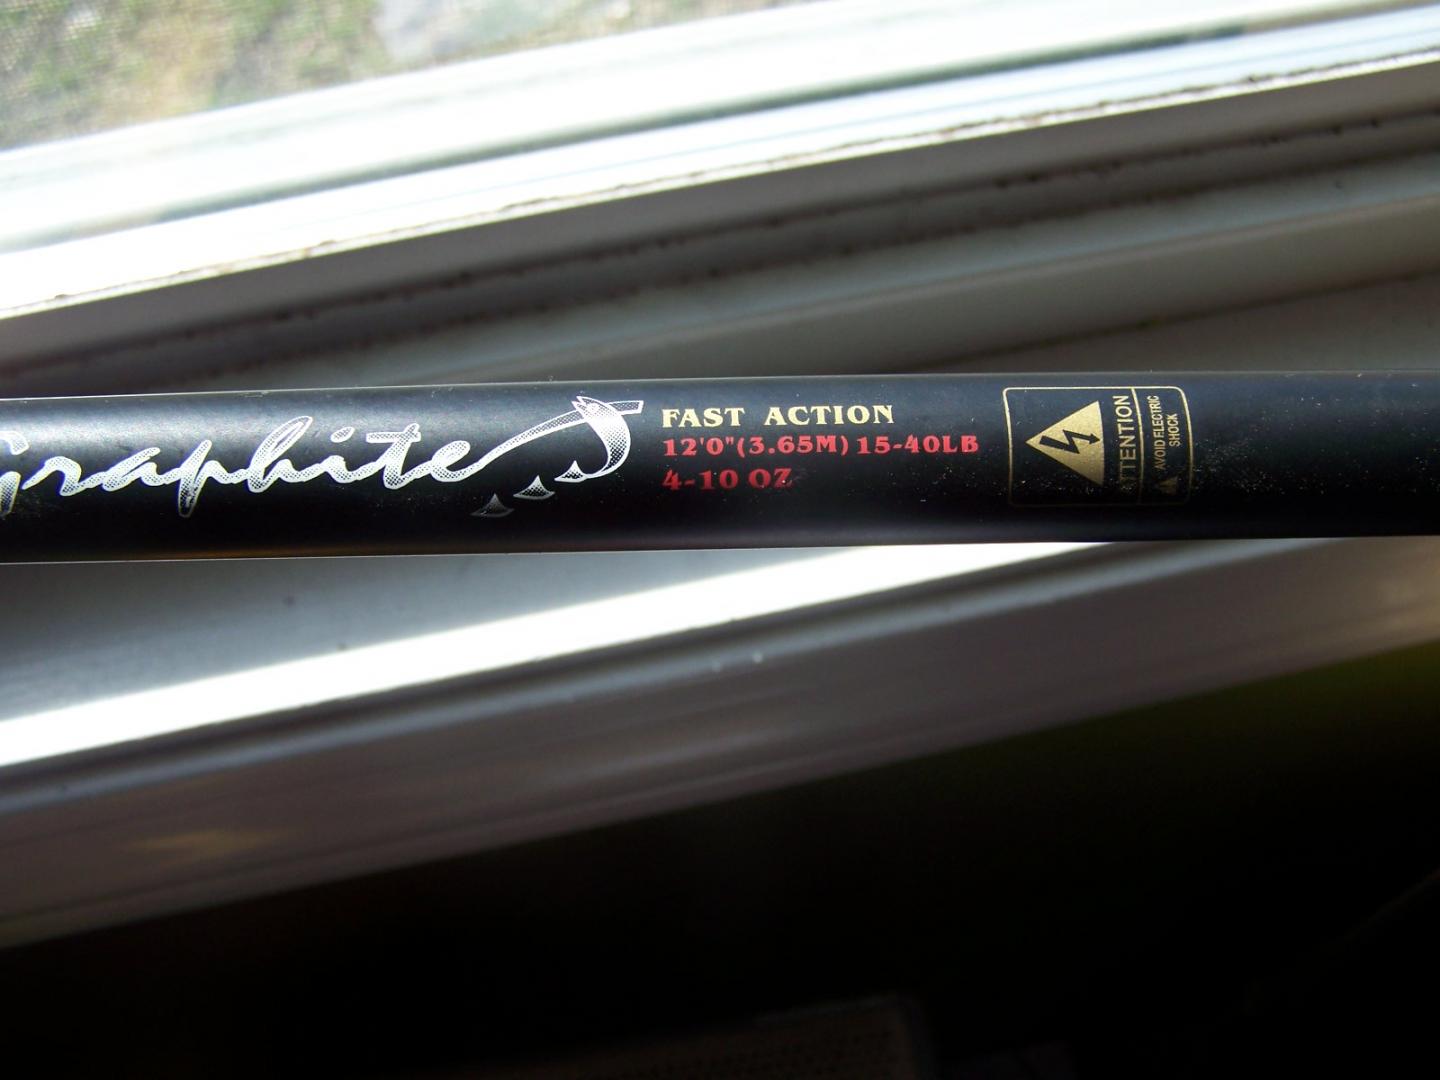 Graphite
FAST ACTION
12'0"(3.65M) 15-40LB
4-10 OZ
ATTENTION
AVOID ELECTRIC
SHOCK